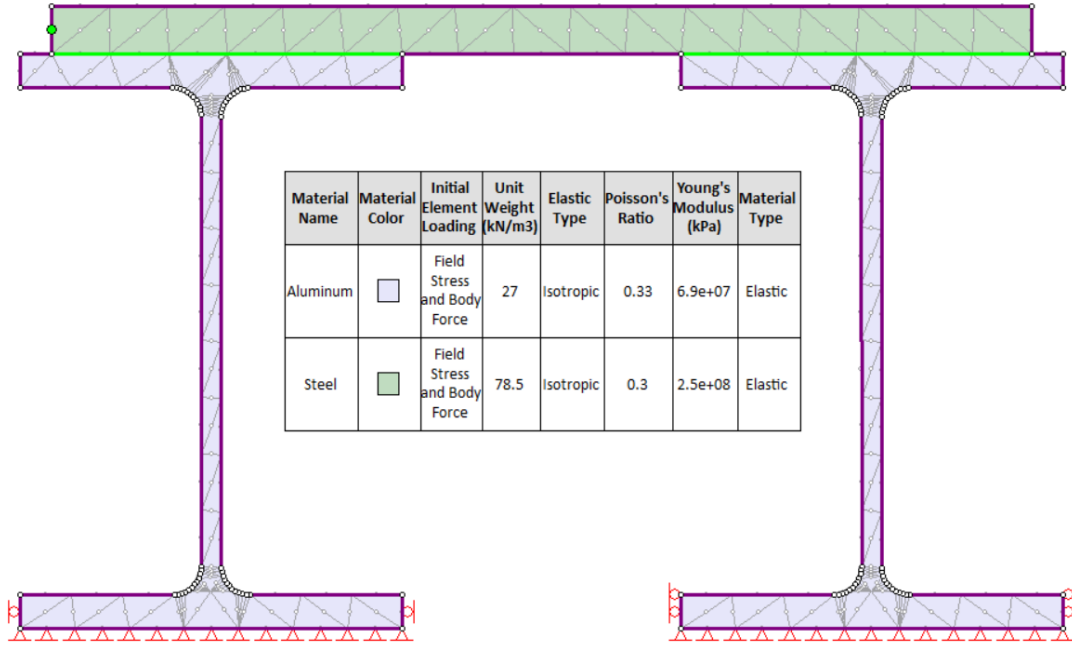 Material Name Material Color Initial Element Loading Unit Weight (kN/m3) Elastic Type Poisson's Ratio Young's Modulus (kPa) Material Type
Aluminum Field Stress and Body Force 27 Isotropic 0.33 6.9e+07 Elastic
Steel Field Stress and Body Force 78.5 Isotropic 0.3 2.5e+08 Elastic